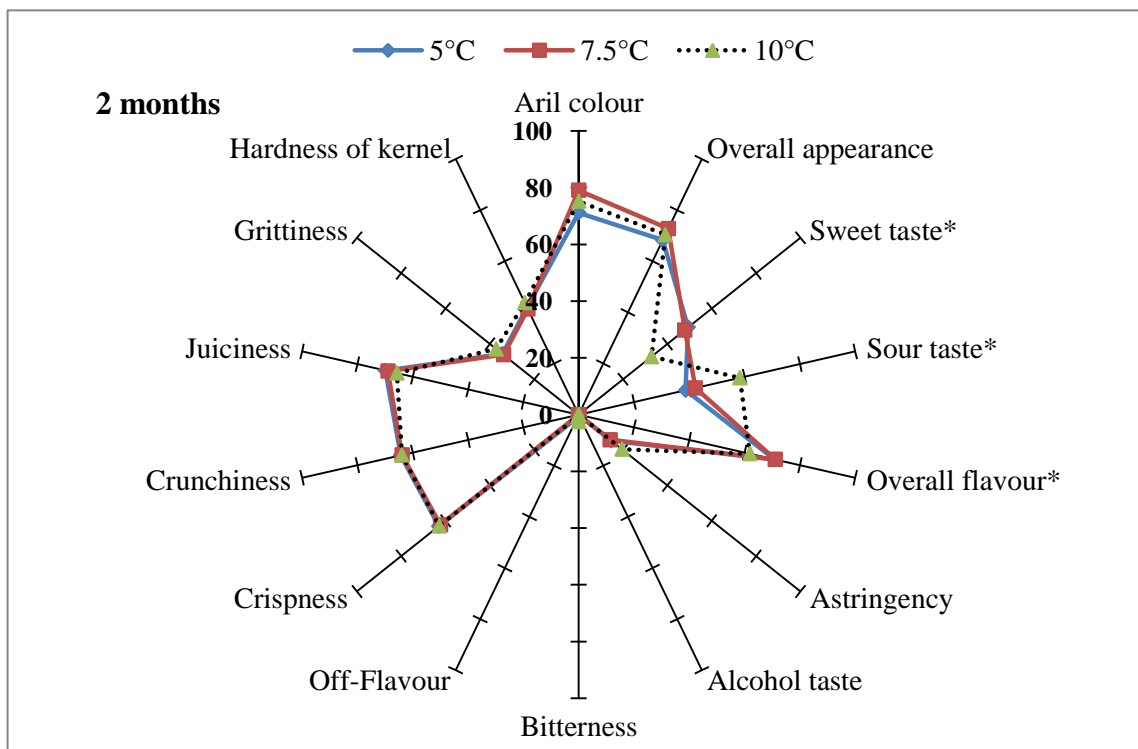 5°C 7.5°C 10°C
2 months
Aril colour
Overall appearance
Sweet taste*
Sour taste*
Overall flavour*
Astringency
Alcohol taste
Bitterness
Off-Flavour
Crispness
Crunchiness
Juiciness
Grittiness
Hardness of kernel
100
80
60
40
20
0